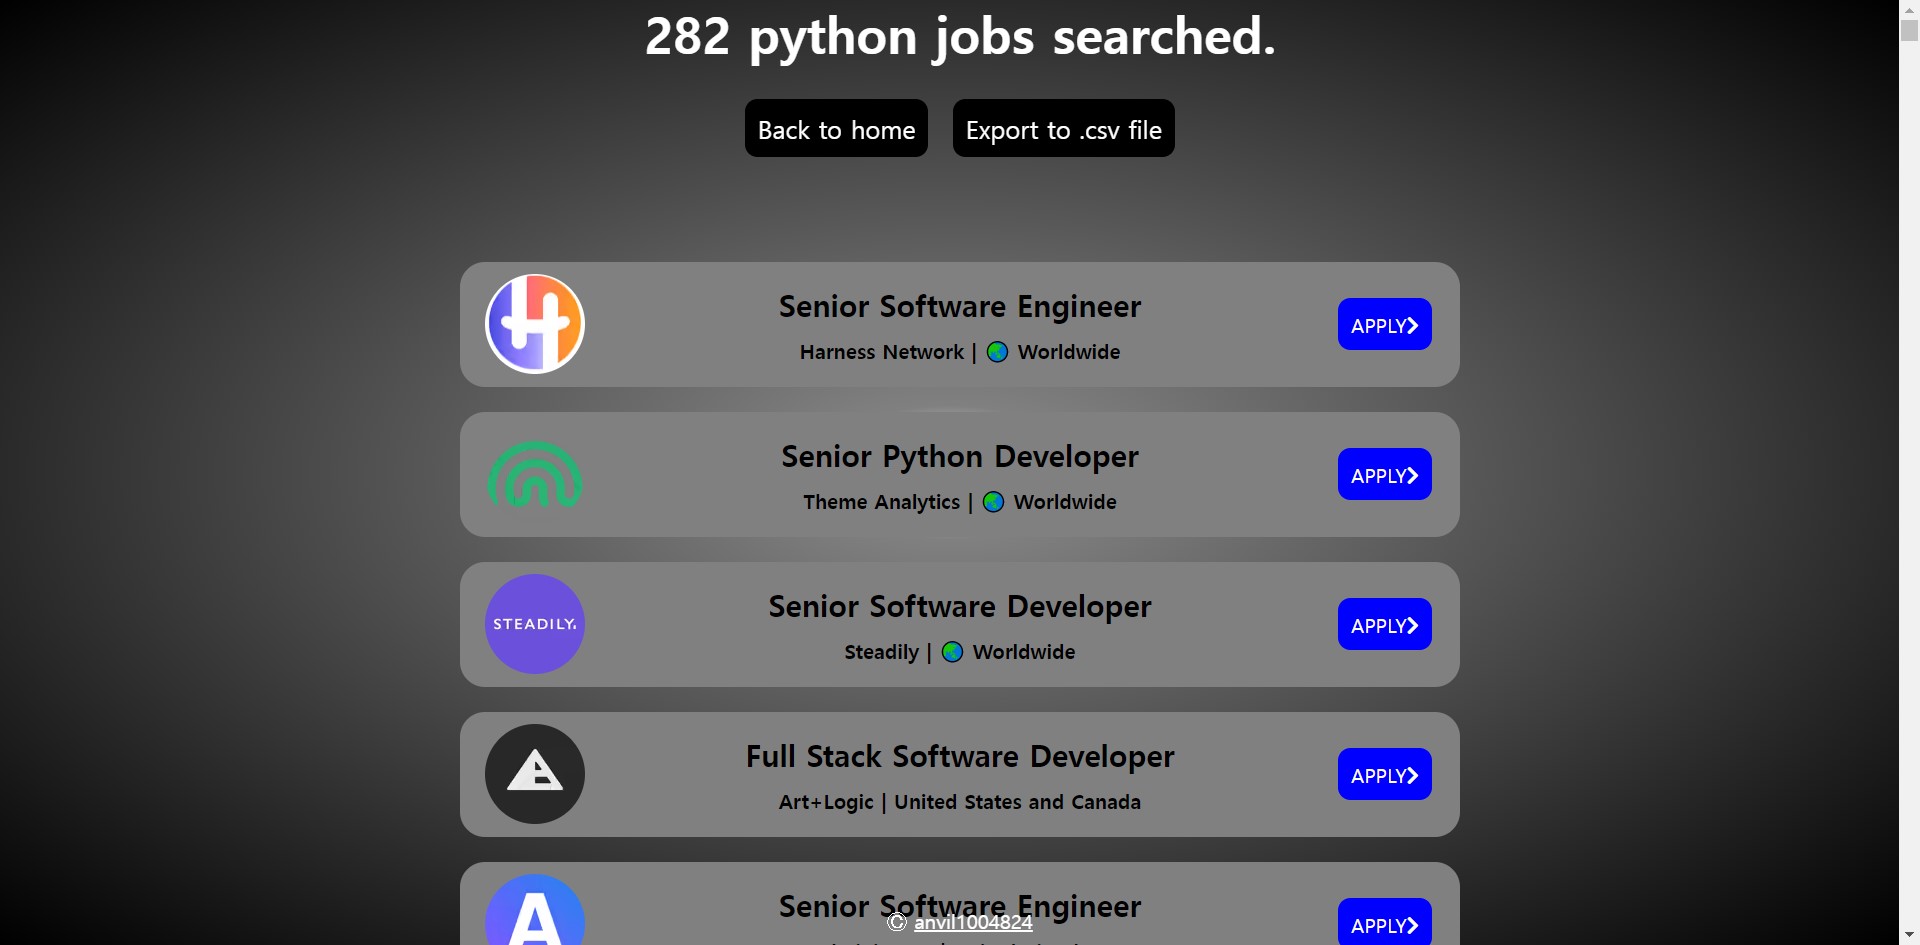 282 python jobs searched.
Back to home
Export to .csv file
Senior Software Engineer
Harness Network | 🌏 Worldwide
APPLY
Senior Python Developer
Theme Analytics | 🌏 Worldwide
APPLY
STEADILY.
Senior Software Developer
Steadily | 🌏 Worldwide
APPLY
Full Stack Software Developer
Art+Logic | United States and Canada
APPLY
A
Senior Software Engineer
APPLY
© anvil1004824